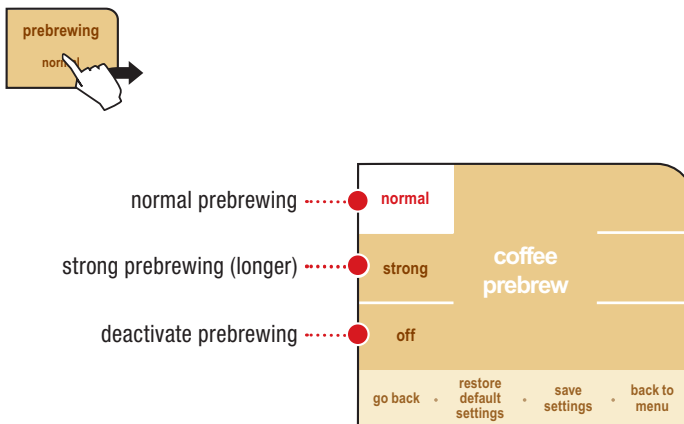 prebrewing
normal
normal prebrewing
normal
strong prebrewing (longer)
strong
coffee
prebrew
deactivate prebrewing
off
go back
restore
default
settings
save
settings
back to
menu